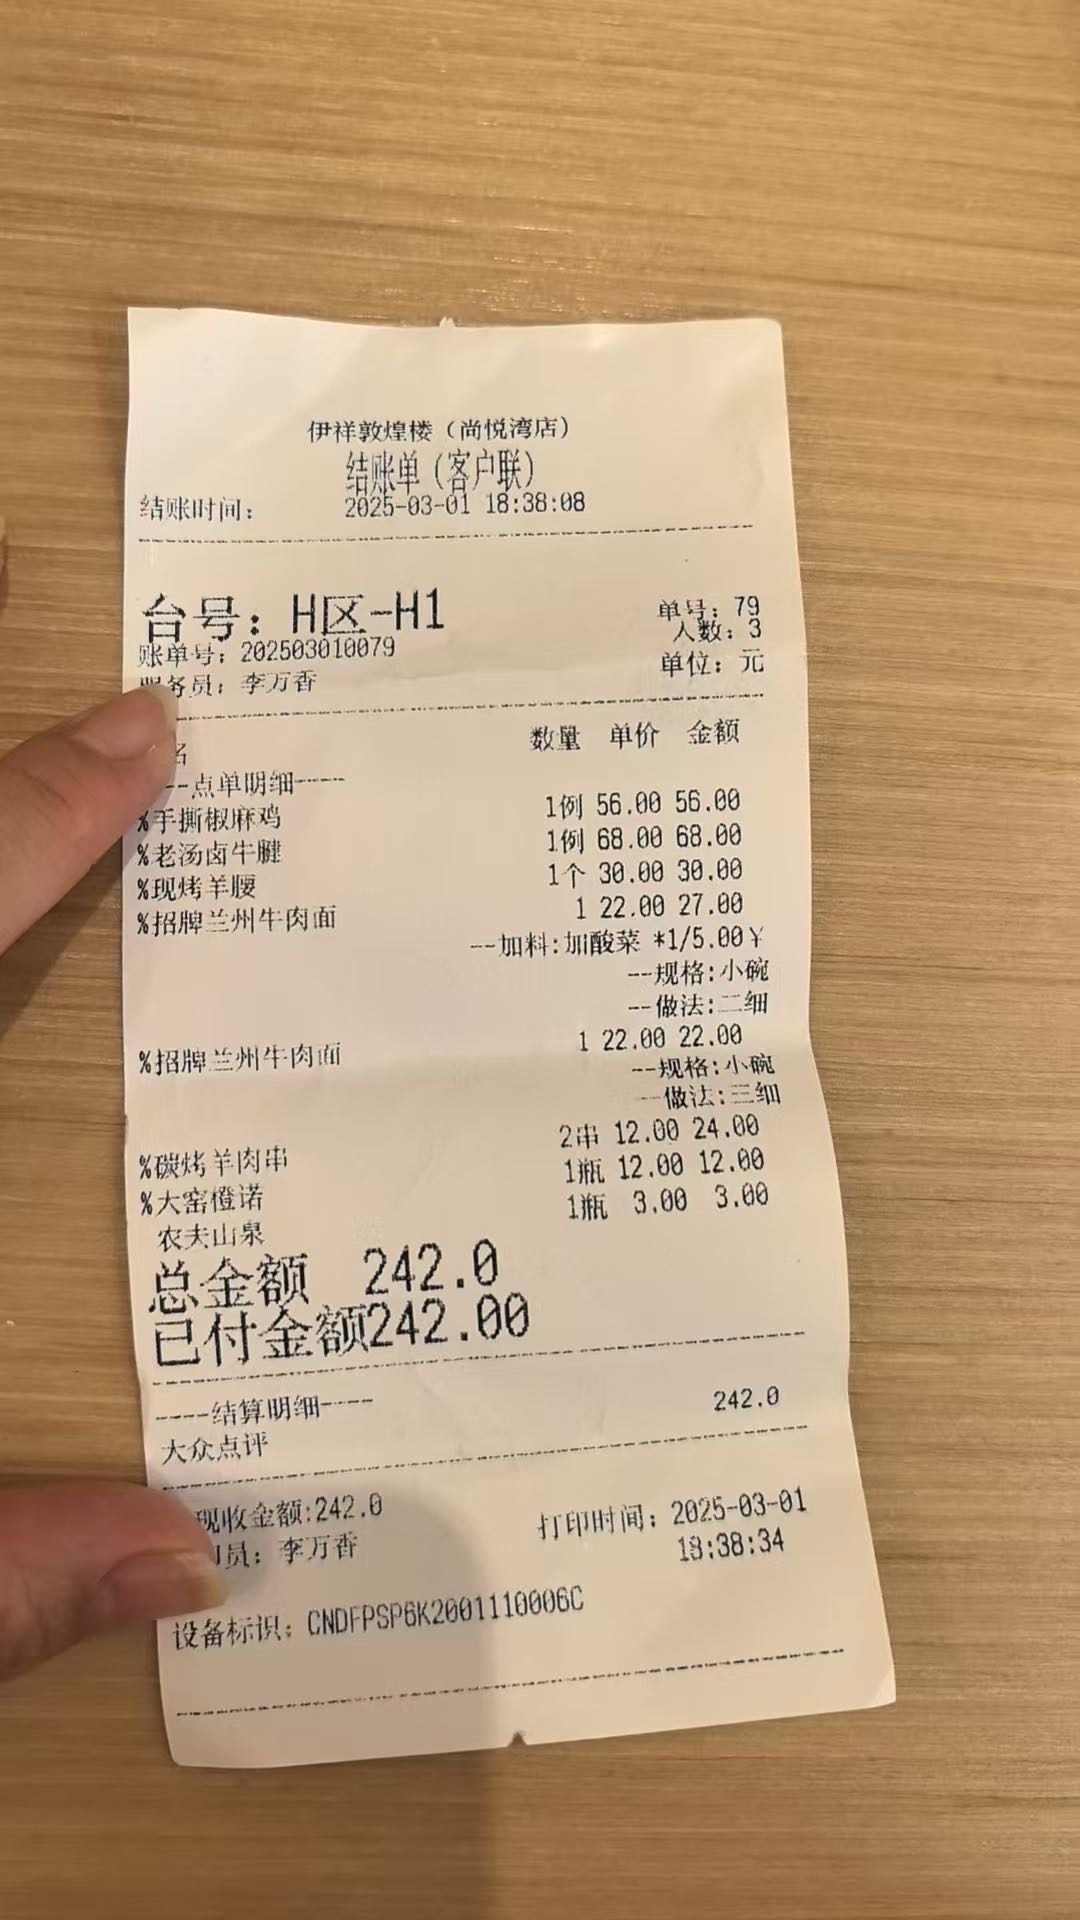 伊祥敦煌楼（尚悦湾店）
结账单（客户联）
结账时间： 2025-03-01 18:38:08
台号：H区-H1 单号：79
人数：3
账单号：202503010079 单位：元
服务员：李万香
名 数量 单价 金额
--点单明细----
%手撕椒麻鸡 1例 56.00 56.00
%老汤卤牛腱 1例 68.00 68.00
%现烤羊腰 1个 30.00 30.00
%招牌兰州牛肉面 1 22.00 27.00
--加料:加酸菜 *1/5.00¥
--规格:小碗
--做法:二细
%招牌兰州牛肉面 1 22.00 22.00
--规格:小碗
--做法:三细
%碳烤羊肉串 2串 12.00 24.00
%大窑橙诺 1瓶 12.00 12.00
农夫山泉 1瓶 3.00 3.00
总金额 242.0
已付金额242.00
----结算明细----
大众点评 242.0
现收金额:242.0
员：李万香
打印时间：2025-03-01
18:38:34
设备标识：CNDFPSP6K2001110006C